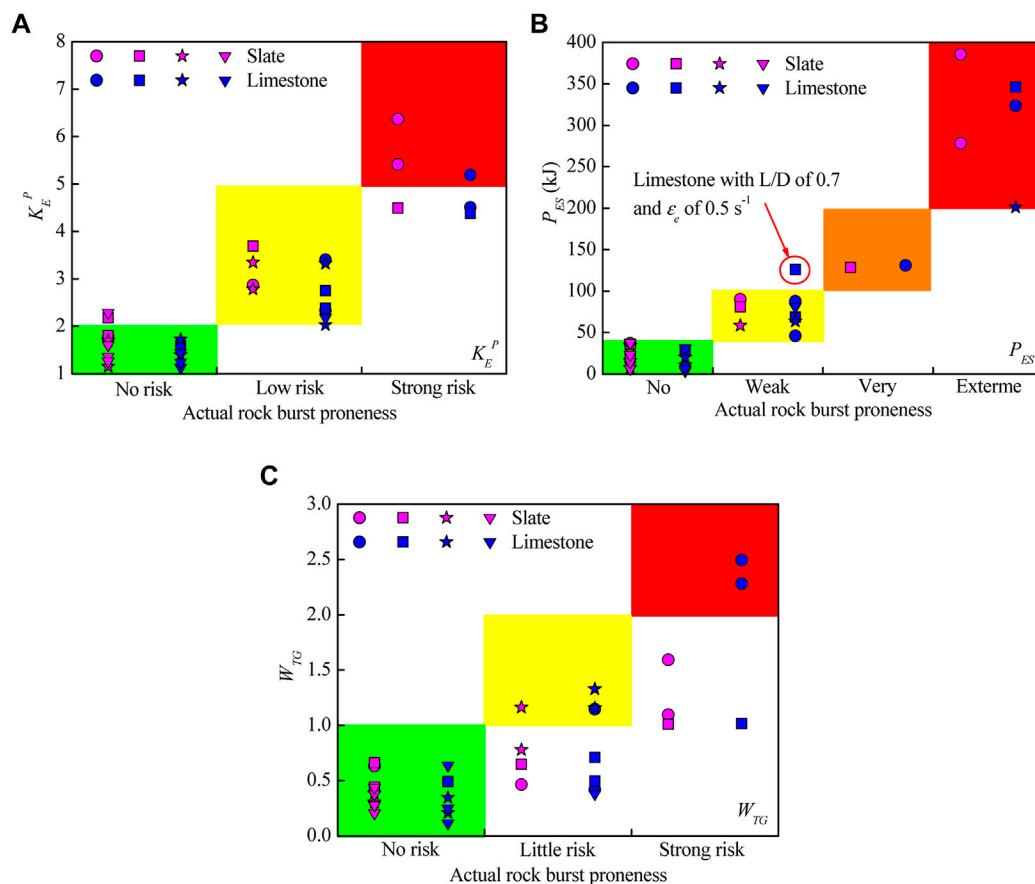 A
8
7
6
5
4
3
2
1
K_E^P
Slate
Limestone
K_E^P
No risk
Low risk
Strong risk
Actual rock burst proneness
B
400
350
300
250
200
150
100
50
0
P_ES (kJ)
Slate
Limestone
Limestone with L/D of 0.7
and ε_e of 0.5 s⁻¹
P_ES
No
Weak
Very
Exterme
Actual rock burst proneness
C
3.0
2.5
2.0
1.5
1.0
0.5
0.0
W_TG
Slate
Limestone
W_TG
No risk
Little risk
Strong risk
Actual rock burst proneness